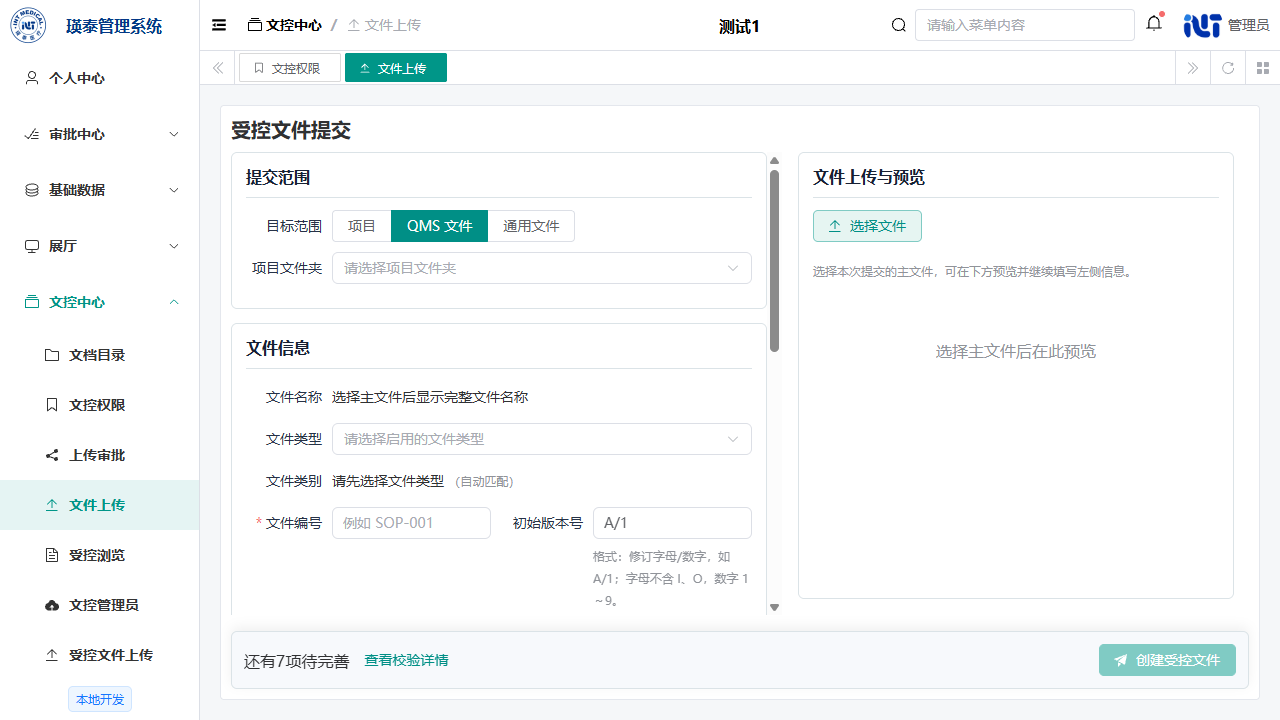 瑛泰管理系统
文控中心 / 文件上传
测试1
请输入菜单内容
iNT 管理员
个人中心
审批中心
基础数据
展厅
文控中心
文档目录
文控权限
上传审批
文件上传
受控浏览
文控管理员
受控文件上传
本地开发
文控权限
文件上传
受控文件提交
提交范围
目标范围 项目 QMS 文件 通用文件
项目文件夹 请选择项目文件夹
文件信息
文件名称 选择主文件后显示完整文件名称
文件类型 请选择启用的文件类型
文件类别 请先选择文件类型 (自动匹配)
* 文件编号 例如 SOP-001 初始版本号 A/1
格式：修订字母/数字，如
A/1；字母不含 I、O，数字 1
～9。
文件上传与预览
选择文件
选择本次提交的主文件，可在下方预览并继续填写左侧信息。
选择主文件后在此预览
还有7项待完善 查看校验详情
创建受控文件